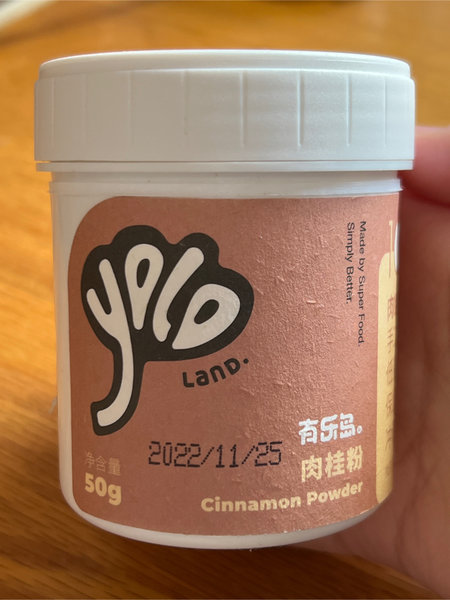 Made by Super Food.
Simply Better.
YOLO
LAND.
有乐岛。
2022/11/25
净含量:
50g
肉桂粉
Cinnamon Powder